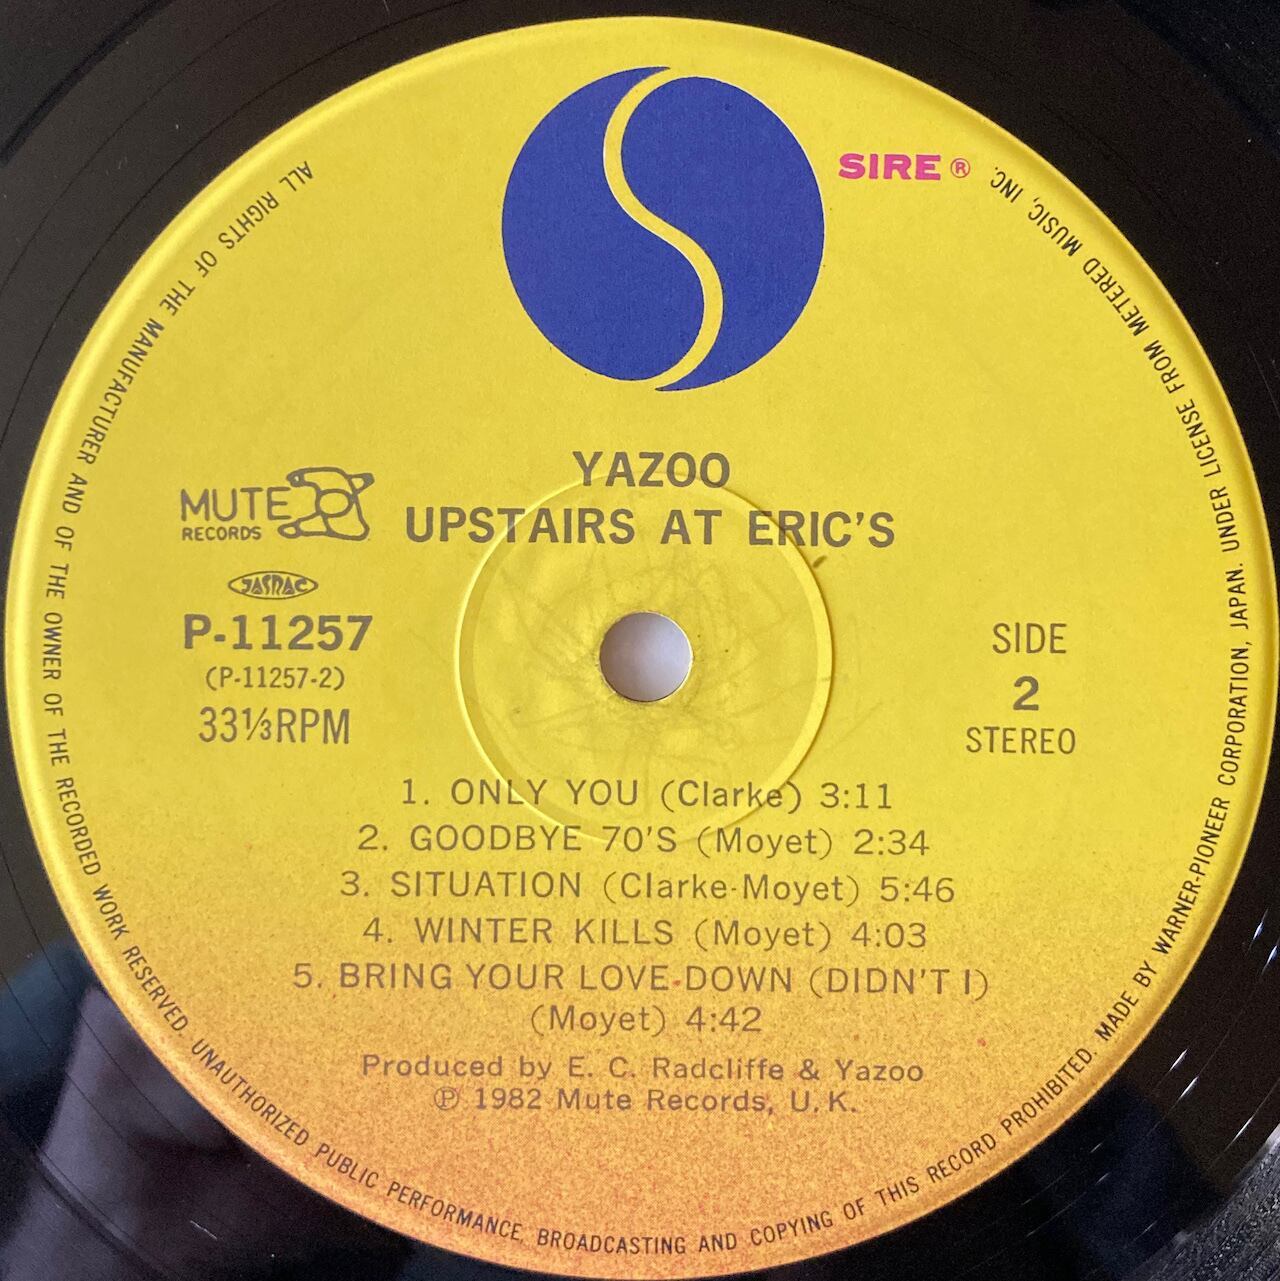 SIRE ®
YAZOO
UPSTAIRS AT ERIC'S
MUTE
RECORDS
JASRAC
P-11257
(P-11257-2)
33⅓RPM
SIDE
2
STEREO
1. ONLY YOU (Clarke) 3:11
2. GOODBYE 70'S (Moyet) 2:34
3. SITUATION (Clarke-Moyet) 5:46
4. WINTER KILLS (Moyet) 4:03
5. BRING YOUR LOVE-DOWN (DIDN'T I)
(Moyet) 4:42
Produced by E. C. Radcliffe & Yazoo
℗ 1982 Mute Records, U.K.
ALL RIGHTS OF THE MANUFACTURER AND OF THE OWNER OF THE RECORDED WORK RESERVED. UNAUTHORIZED PUBLIC PERFORMANCE, BROADCASTING AND COPYING OF THIS RECORD PROHIBITED. MADE BY WARNER-PIONEER CORPORATION, JAPAN. UNDER LICENSE FROM METERED MUSIC, INC.